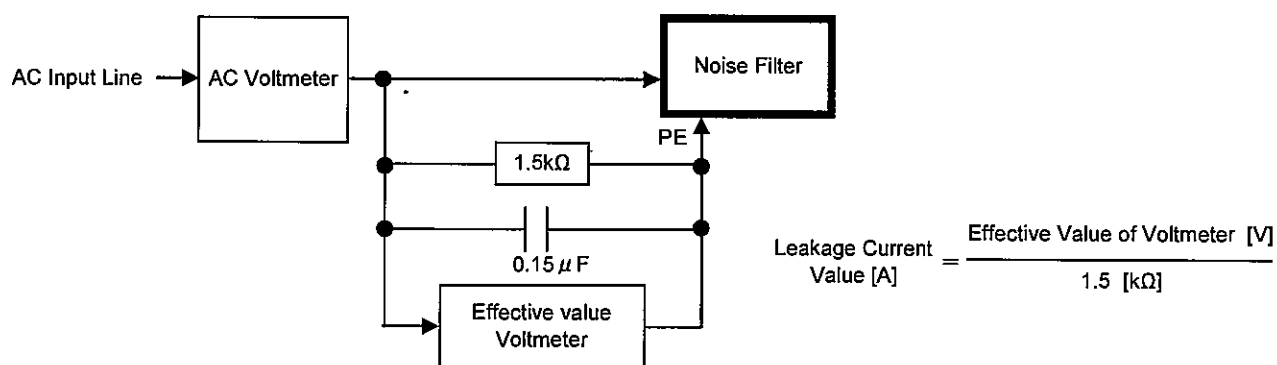 AC Input Line
AC Voltmeter
Noise Filter
PE
1.5kΩ
0.15μF
Effective value
Voltmeter
Leakage Current
Value [A]
=
Effective Value of Voltmeter [V]
1.5 [kΩ]